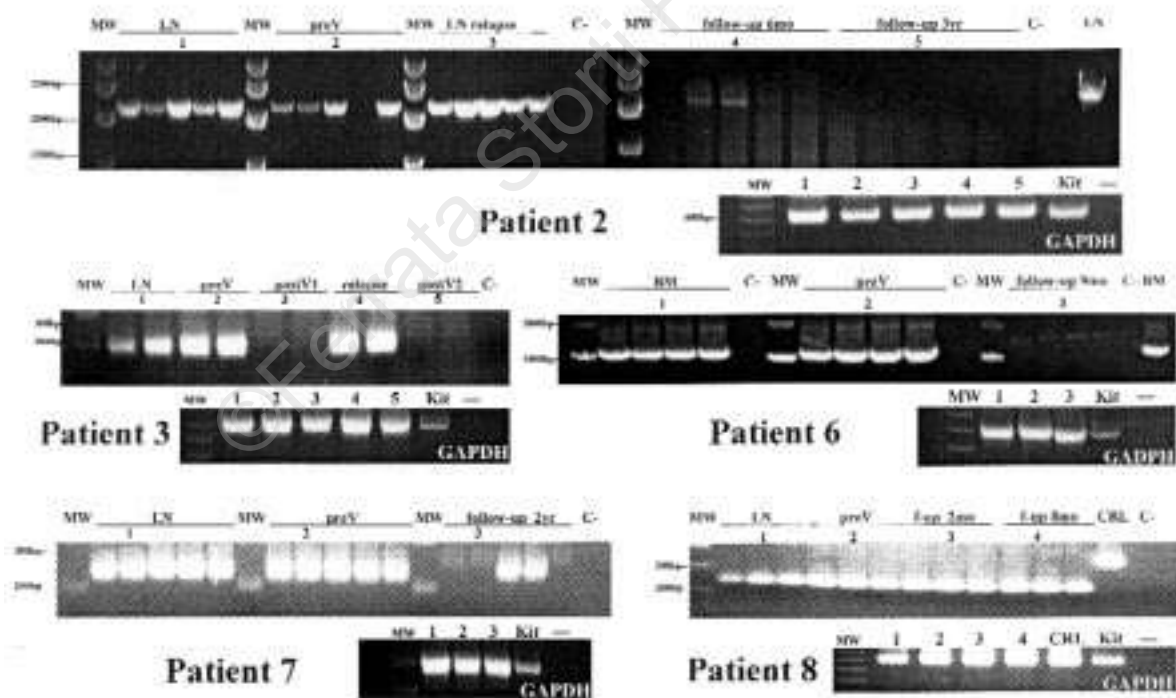 MW LN MW preV MW LN relapse C- MW follow-up 6mo follow-up 3yr C- LN
1 2 3 4 5
MW 1 2 3 4 5 Kit —
Patient 2
GAPDH
MW LN preV postV1 relapse postV2 C-
1 2 3 4 5
MW 1 2 3 4 5 Kit —
Patient 3
GAPDH
MW BM C- MW preV C- MW follow-up 9mo C- BM
1 2 3
MW 1 2 3 Kit —
Patient 6
GADPH
MW LN MW preV MW follow-up 2yr C-
1 2 3
MW 1 2 3 Kit —
Patient 7
GAPDH
MW LN preV f-up 2mo f-up 8mo CRL C-
1 2 3 4
MW 1 2 3 4 CRL Kit —
Patient 8
GAPDH
© Ferrata Storti